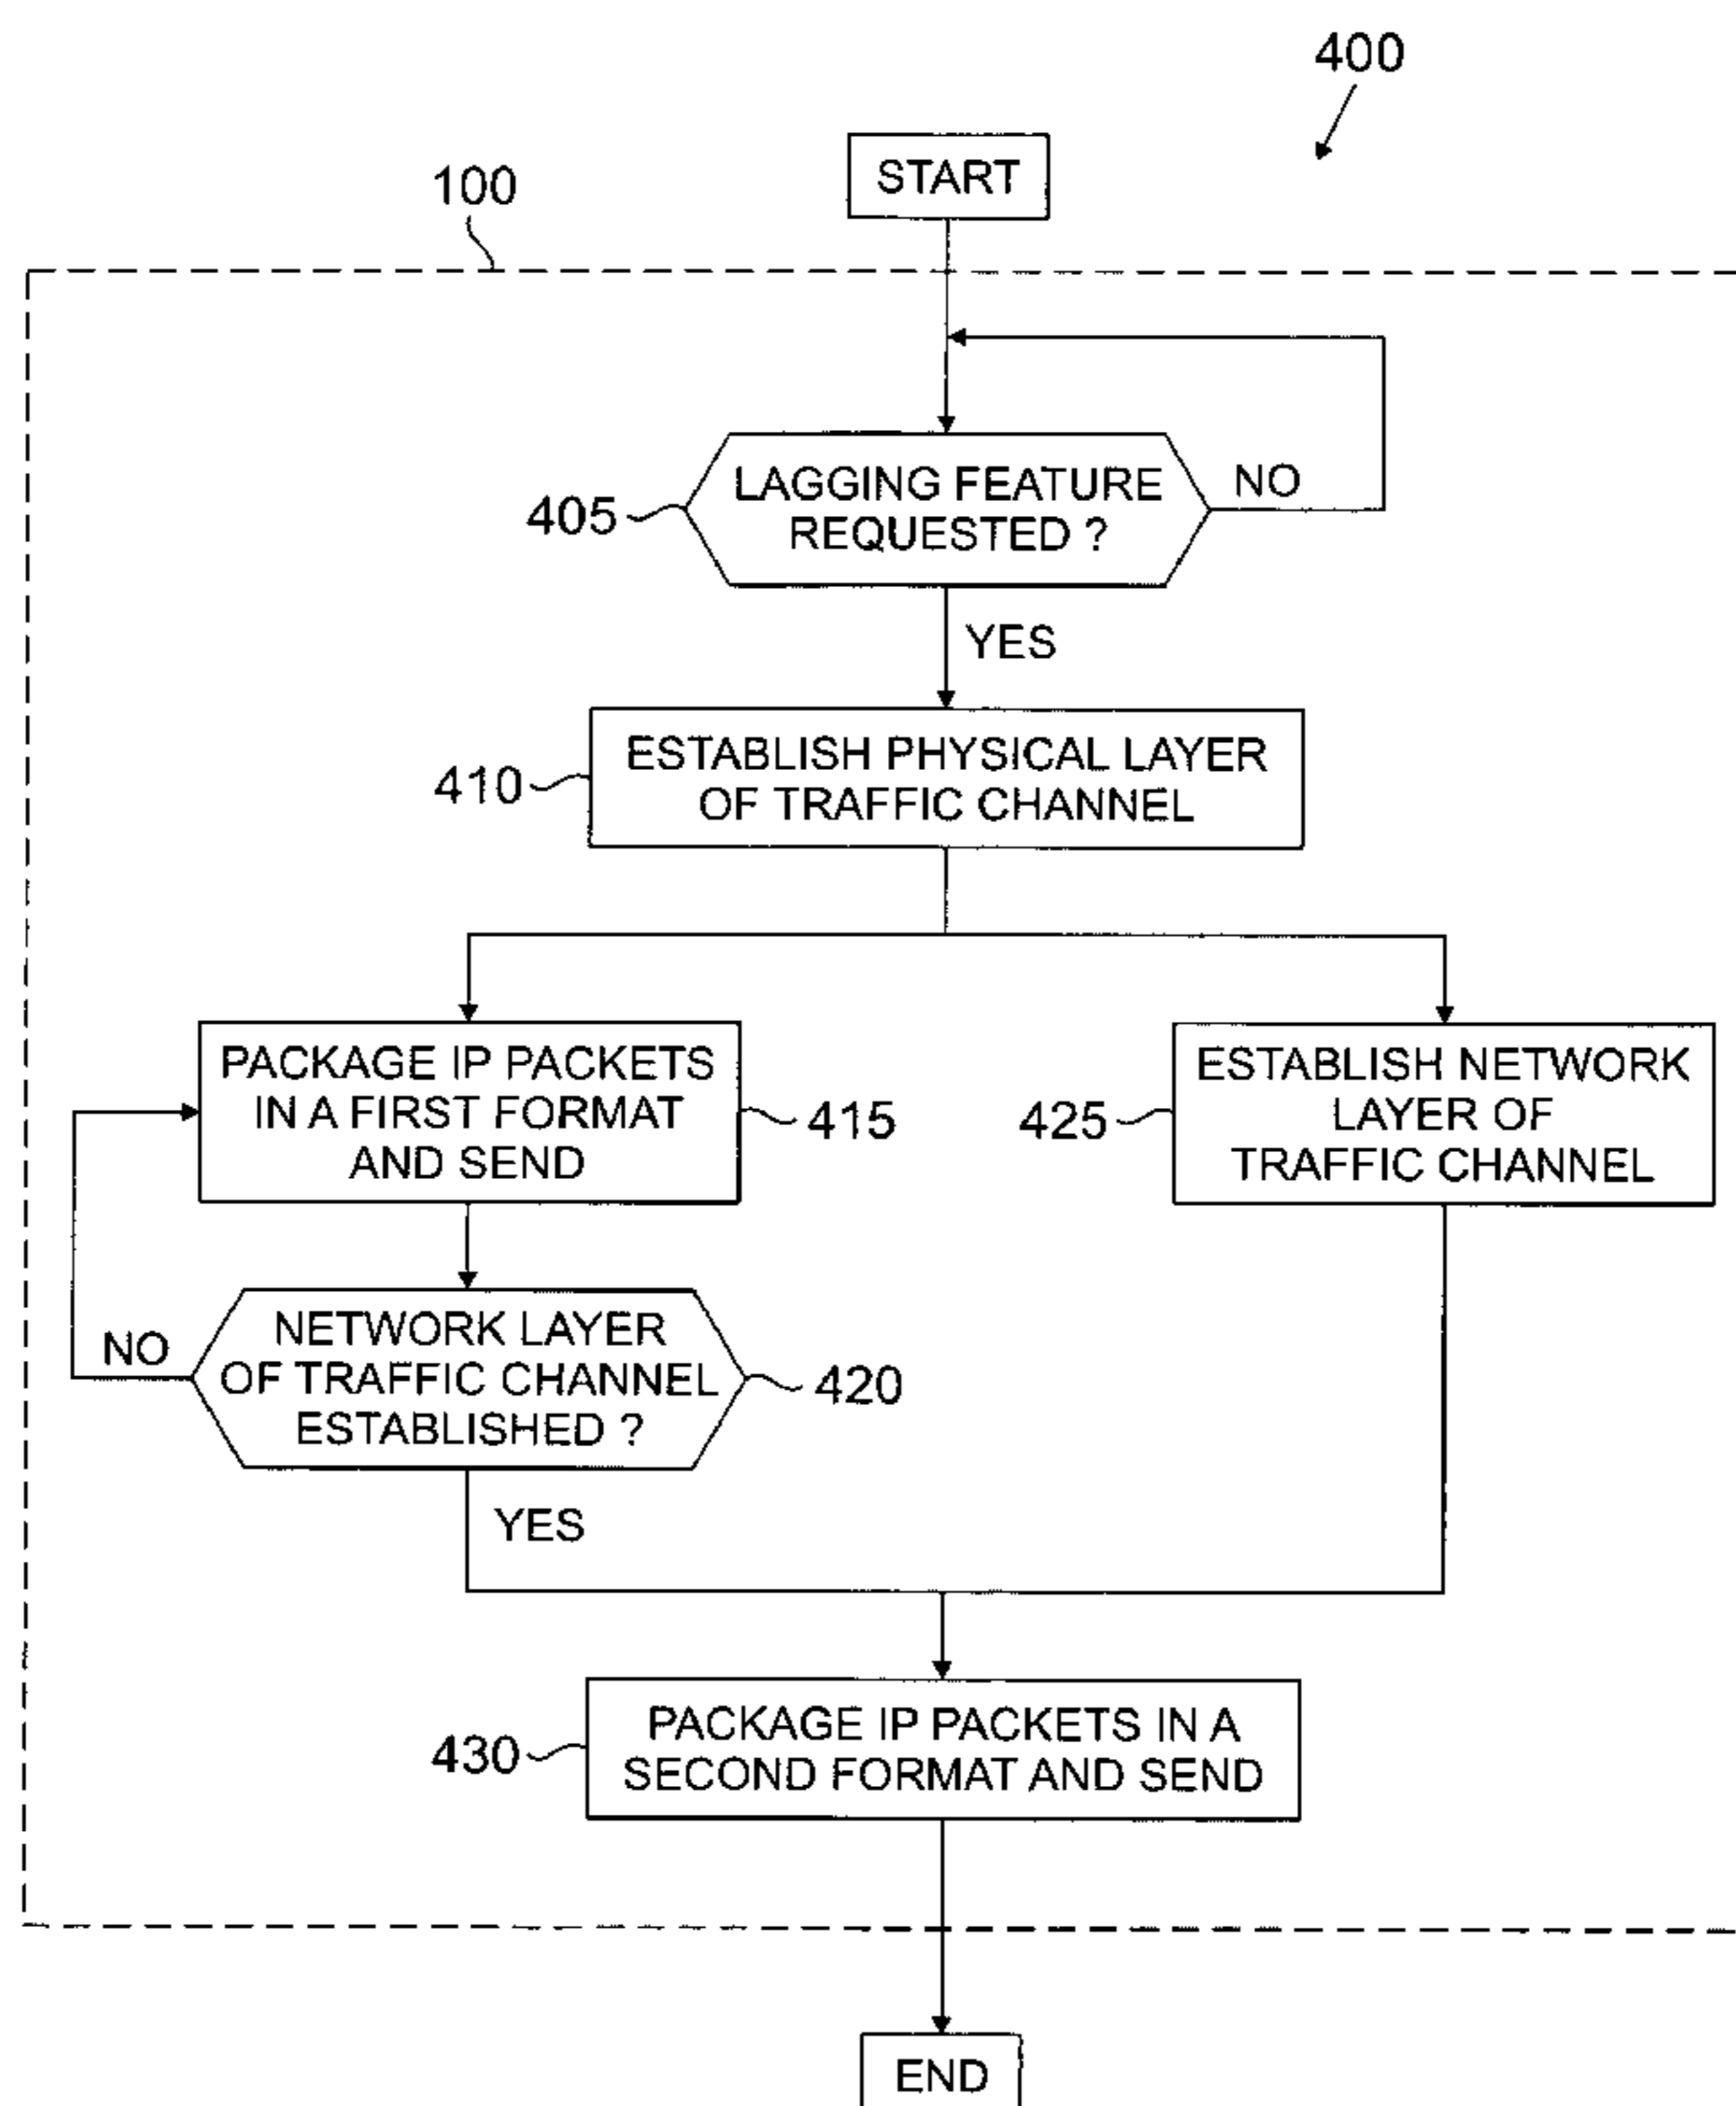 400
START
100
LAGGING FEATURE
REQUESTED ?
NO
405
YES
ESTABLISH PHYSICAL LAYER
OF TRAFFIC CHANNEL
410
PACKAGE IP PACKETS
IN A FIRST FORMAT
AND SEND
415
ESTABLISH NETWORK
LAYER OF
TRAFFIC CHANNEL
425
NETWORK LAYER
OF TRAFFIC CHANNEL
ESTABLISHED ?
NO
420
YES
PACKAGE IP PACKETS IN A
SECOND FORMAT AND SEND
430
END